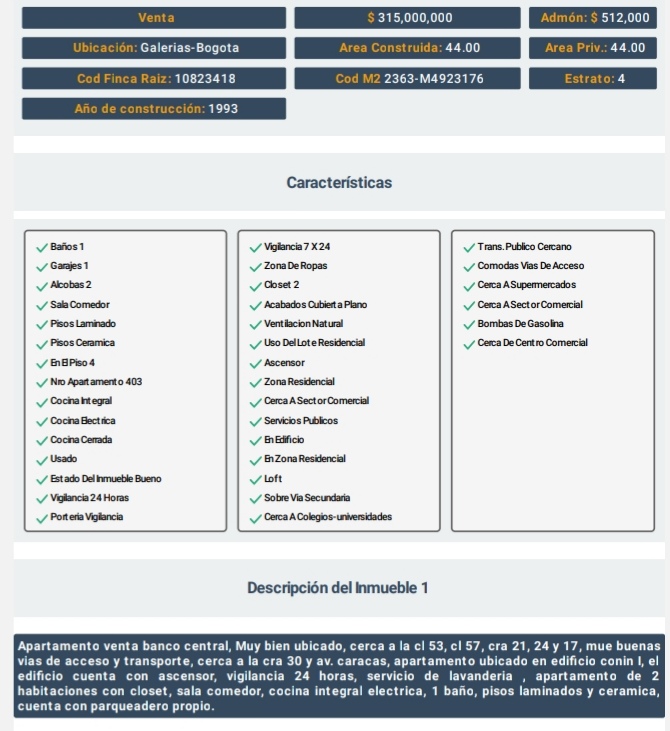 Venta
$ 315,000,000
Admón: $ 512,000
Ubicación: Galerias-Bogota
Area Construida: 44.00
Area Priv.: 44.00
Cod Finca Raíz: 10823418
Cod M2 2363-M4923176
Estrato: 4
Año de construcción: 1993
Características
Baños 1
Garajes 1
Alcobas 2
Sala Comedor
Pisos Laminado
Pisos Ceramica
En El Piso 4
Nro Apartamento 403
Cocina Integral
Cocina Electrica
Cocina Cerrada
Usado
Estado Del Inmueble Bueno
Vigilancia 24 Horas
Porteria Vigilancia
Vigilancia 7 X 24
Zona De Ropas
Closet 2
Acabados Cubierta Plano
Ventilacion Natural
Uso Del Lote Residencial
Ascensor
Zona Residencial
Cerca A Sector Comercial
Servicios Publicos
En Edificio
En Zona Residencial
Loft
Sobre Via Secundaria
Cerca A Colegios-universidades
Trans. Publico Cercano
Comodas Vias De Acceso
Cerca A Supermercados
Cerca A Sector Comercial
Bombas De Gasolina
Cerca De Centro Comercial
Descripción del Inmueble 1
Apartamento venta banco central, Muy bien ubicado, cerca a la cl 53, cl 57, cra 21, 24 y 17, mue buenas
vias de acceso y transporte, cerca a la cra 30 y av. caracas, apartamento ubicado en edificio conin I, el
edificio cuenta con ascensor, vigilancia 24 horas, servicio de lavanderia , apartamento de 2
habitaciones con closet, sala comedor, cocina integral electrica, 1 baño, pisos laminados y ceramica,
cuenta con parqueadero propio.